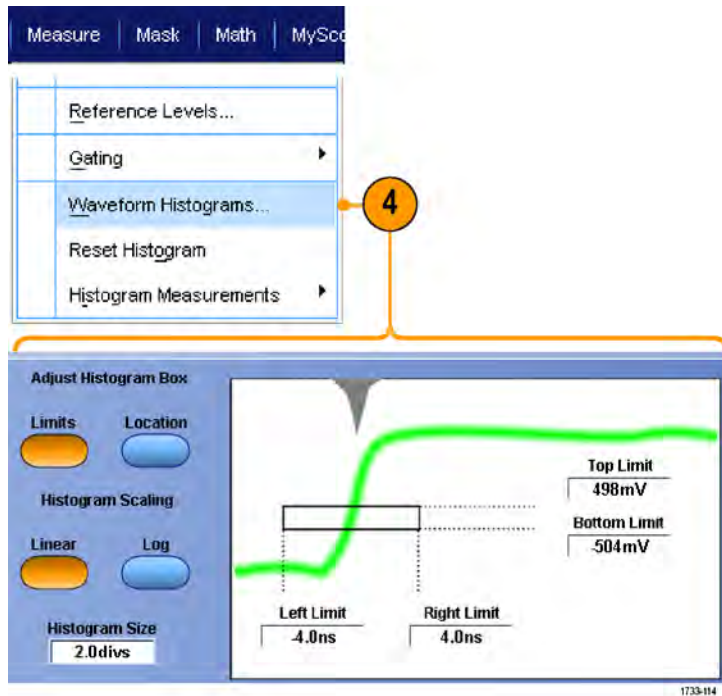 Measure Mask Math MySco
Reference Levels...
Gating
Waveform Histograms...
4
Reset Histogram
Histogram Measurements
Adjust Histogram Box
Limits Location
Histogram Scaling
Linear Log
Histogram Size
2.0divs
Top Limit
498mV
Bottom Limit
-504mV
Left Limit Right Limit
-4.0ns 4.0ns
1733-114